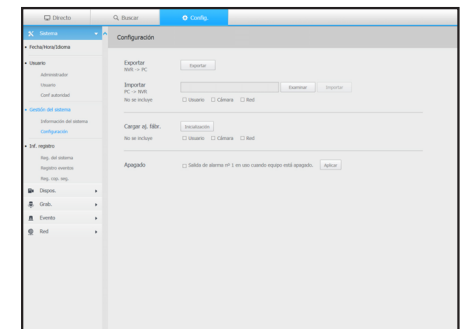 Directo
Buscar
Config.
Sistema
Fecha/Hora/Idioma
Usuario
Administrador
Usuario
Conf autoridad
Gestión del sistema
Información del sistema
Configuración
Inf. registro
Reg. del sistema
Registro eventos
Reg. cop. seg.
Dispos.
Grab.
Evento
Red
Configuración
Exportar
NVR -> PC
Exportar
Importar
PC -> NVR
Examinar
Importar
No se incluye
Usuario
Cámara
Red
Cargar aj. fábr.
Inicialización
No se incluye
Usuario
Cámara
Red
Apagado
Salida de alarma nº 1 en uso cuando equipo está apagado.
Aplicar